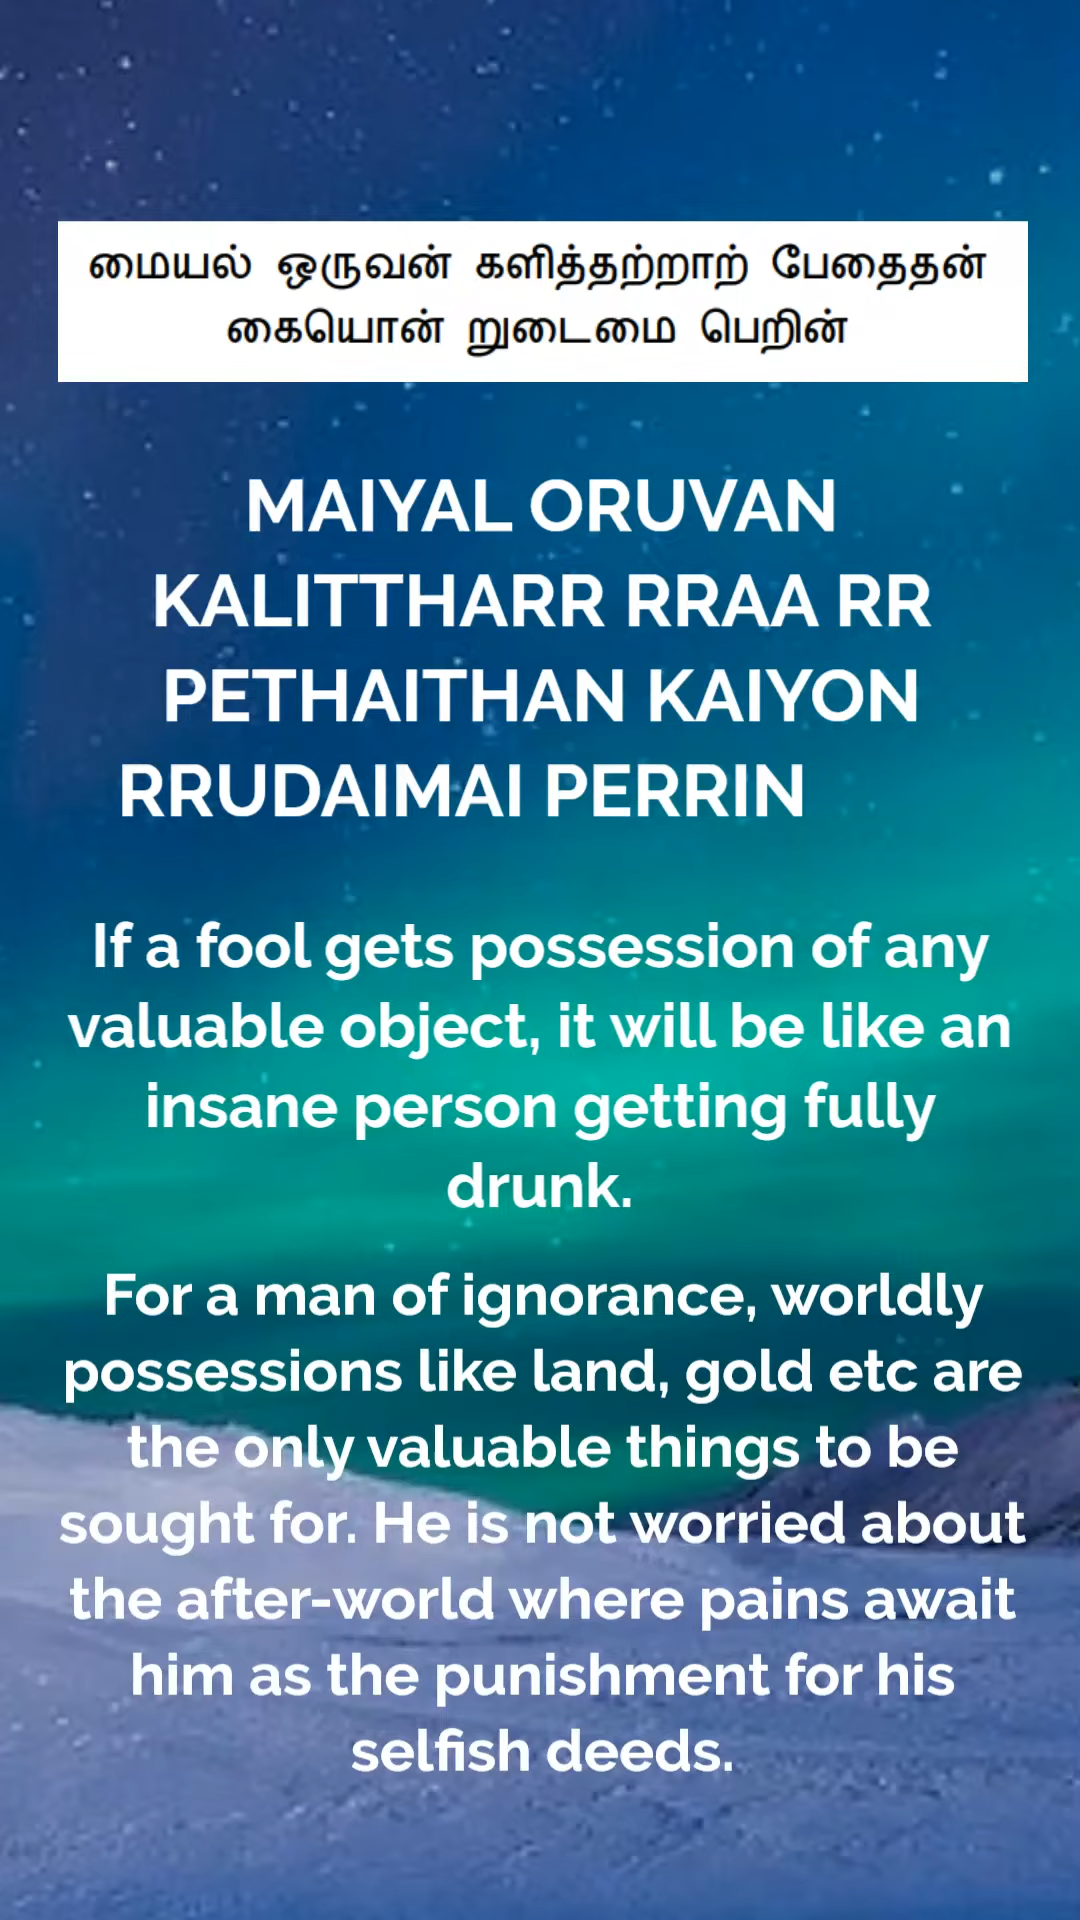 மையல் ஒருவன் களித்தற்றாற் பேதைதன்
கையொன் றுடைமை பெறின்
MAIYAL ORUVAN
KALITTHARR RRAA RR
PETHAITHAN KAIYON
RRUDAIMAI PERRIN
If a fool gets possession of any
valuable object, it will be like an
insane person getting fully
drunk.
For a man of ignorance, worldly
possessions like land, gold etc are
the only valuable things to be
sought for. He is not worried about
the after-world where pains await
him as the punishment for his
selfish deeds.